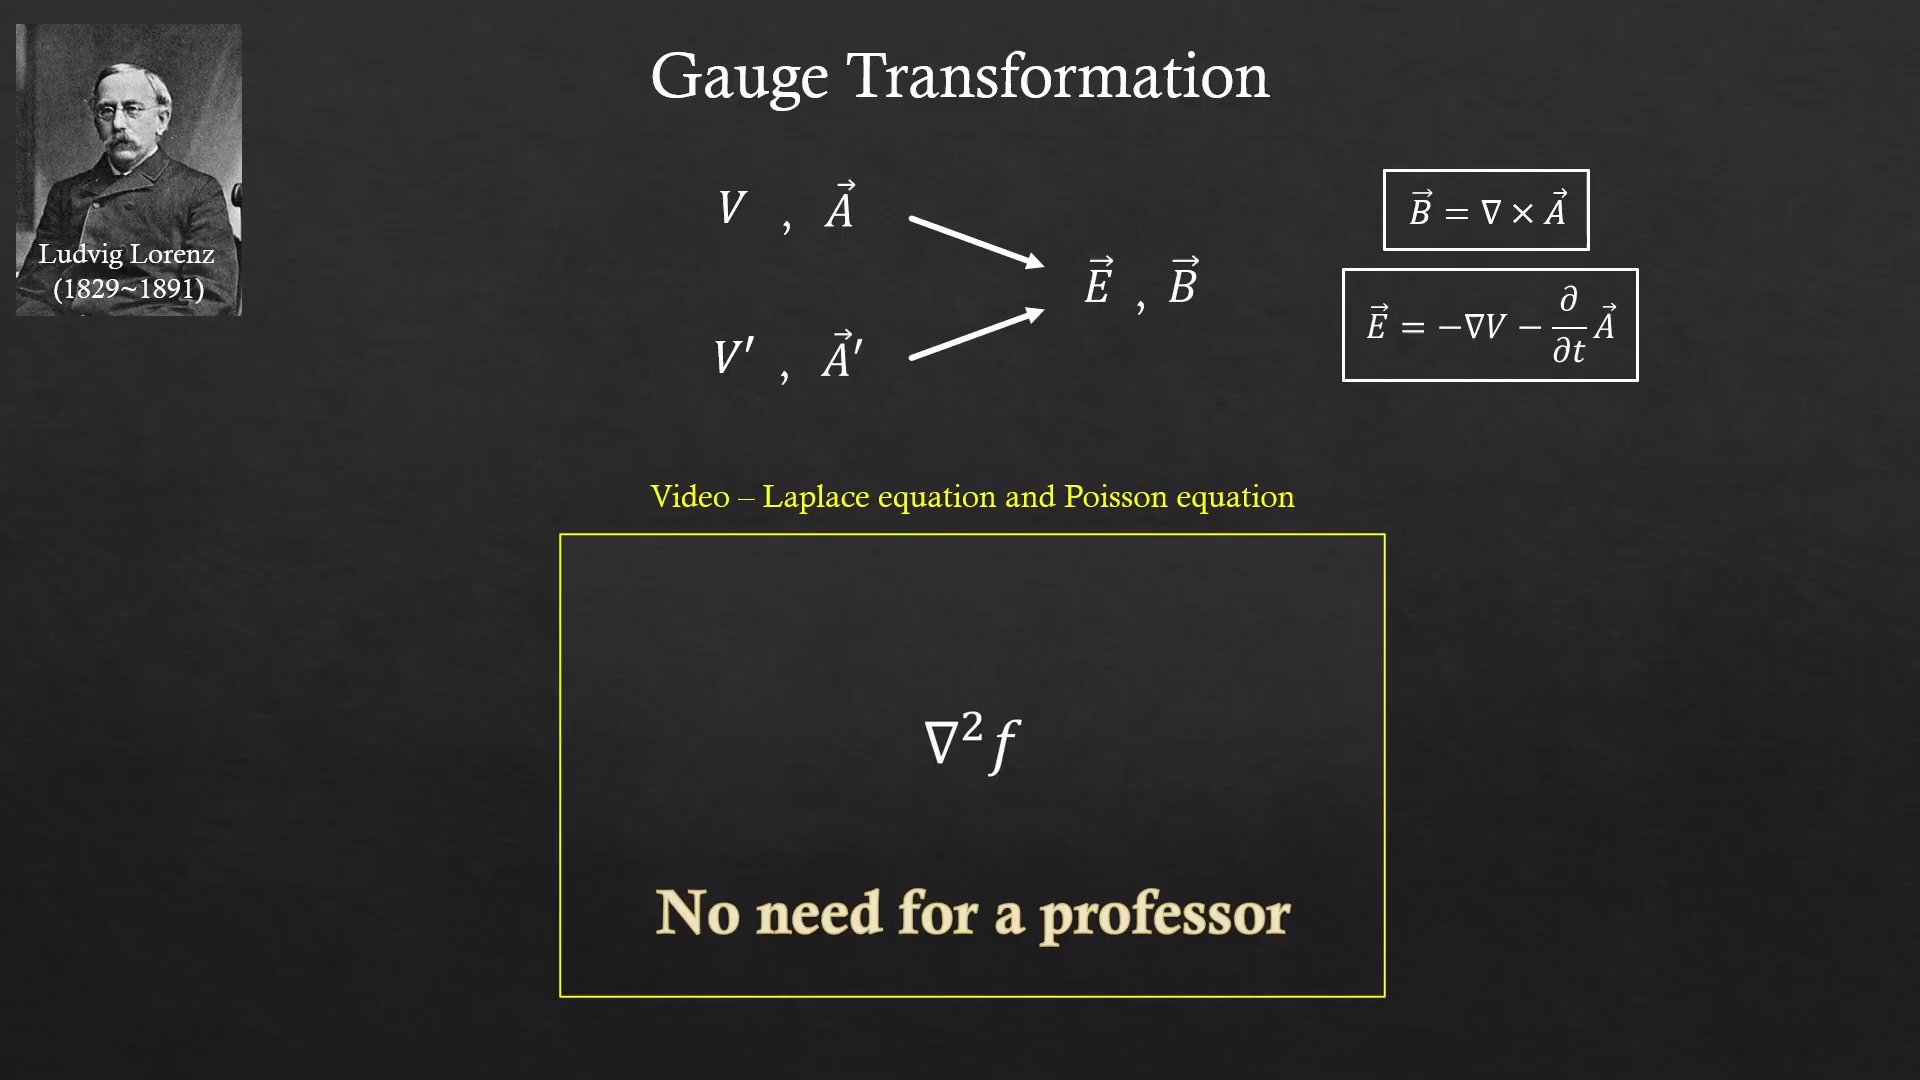 Gauge Transformation
Ludvig Lorenz
(1829~1891)
V , A⃗
V′ , A⃗′
E⃗ , B⃗
B⃗ = ∇ × A⃗
E⃗ = −∇V − ∂/∂t A⃗
Video – Laplace equation and Poisson equation
∇²f
No need for a professor